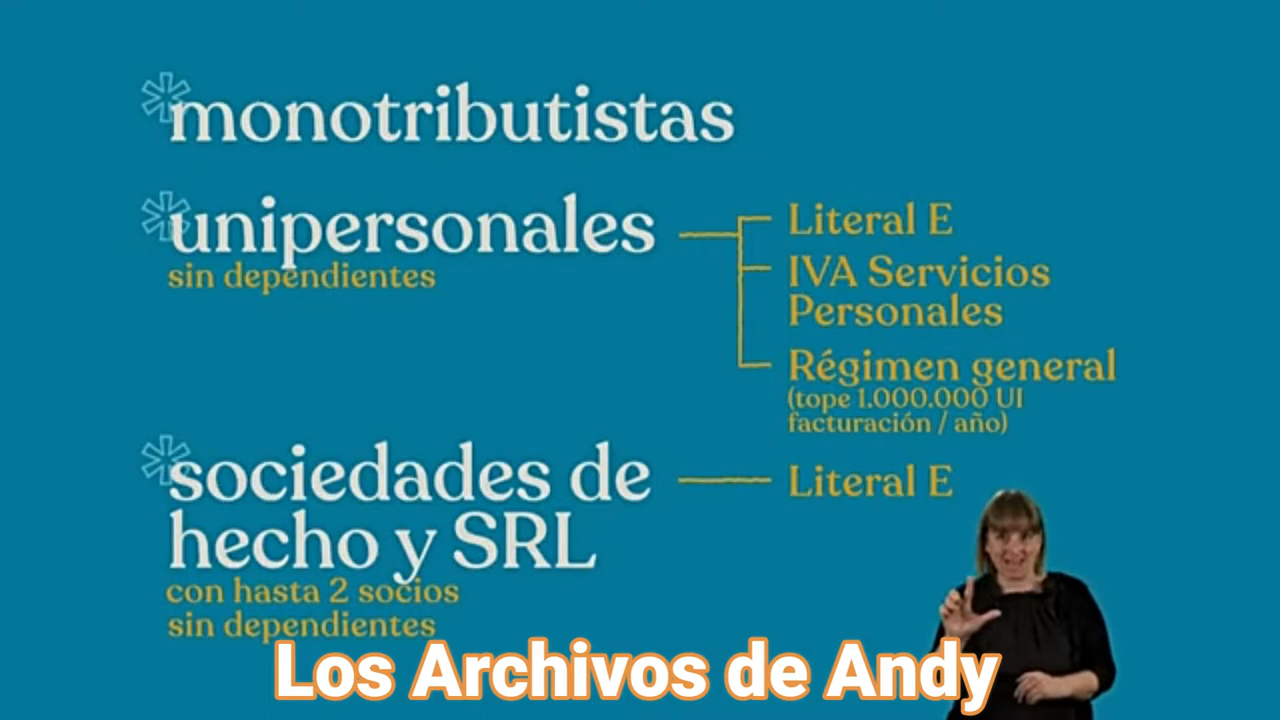 *monotributistas
*unipersonales
sin dependientes
Literal E
IVA Servicios
Personales
Régimen general
(tope 1.000.000 UI
facturación / año)
*sociedades de
hecho y SRL
con hasta 2 socios
sin dependientes
Literal E
Los Archivos de Andy